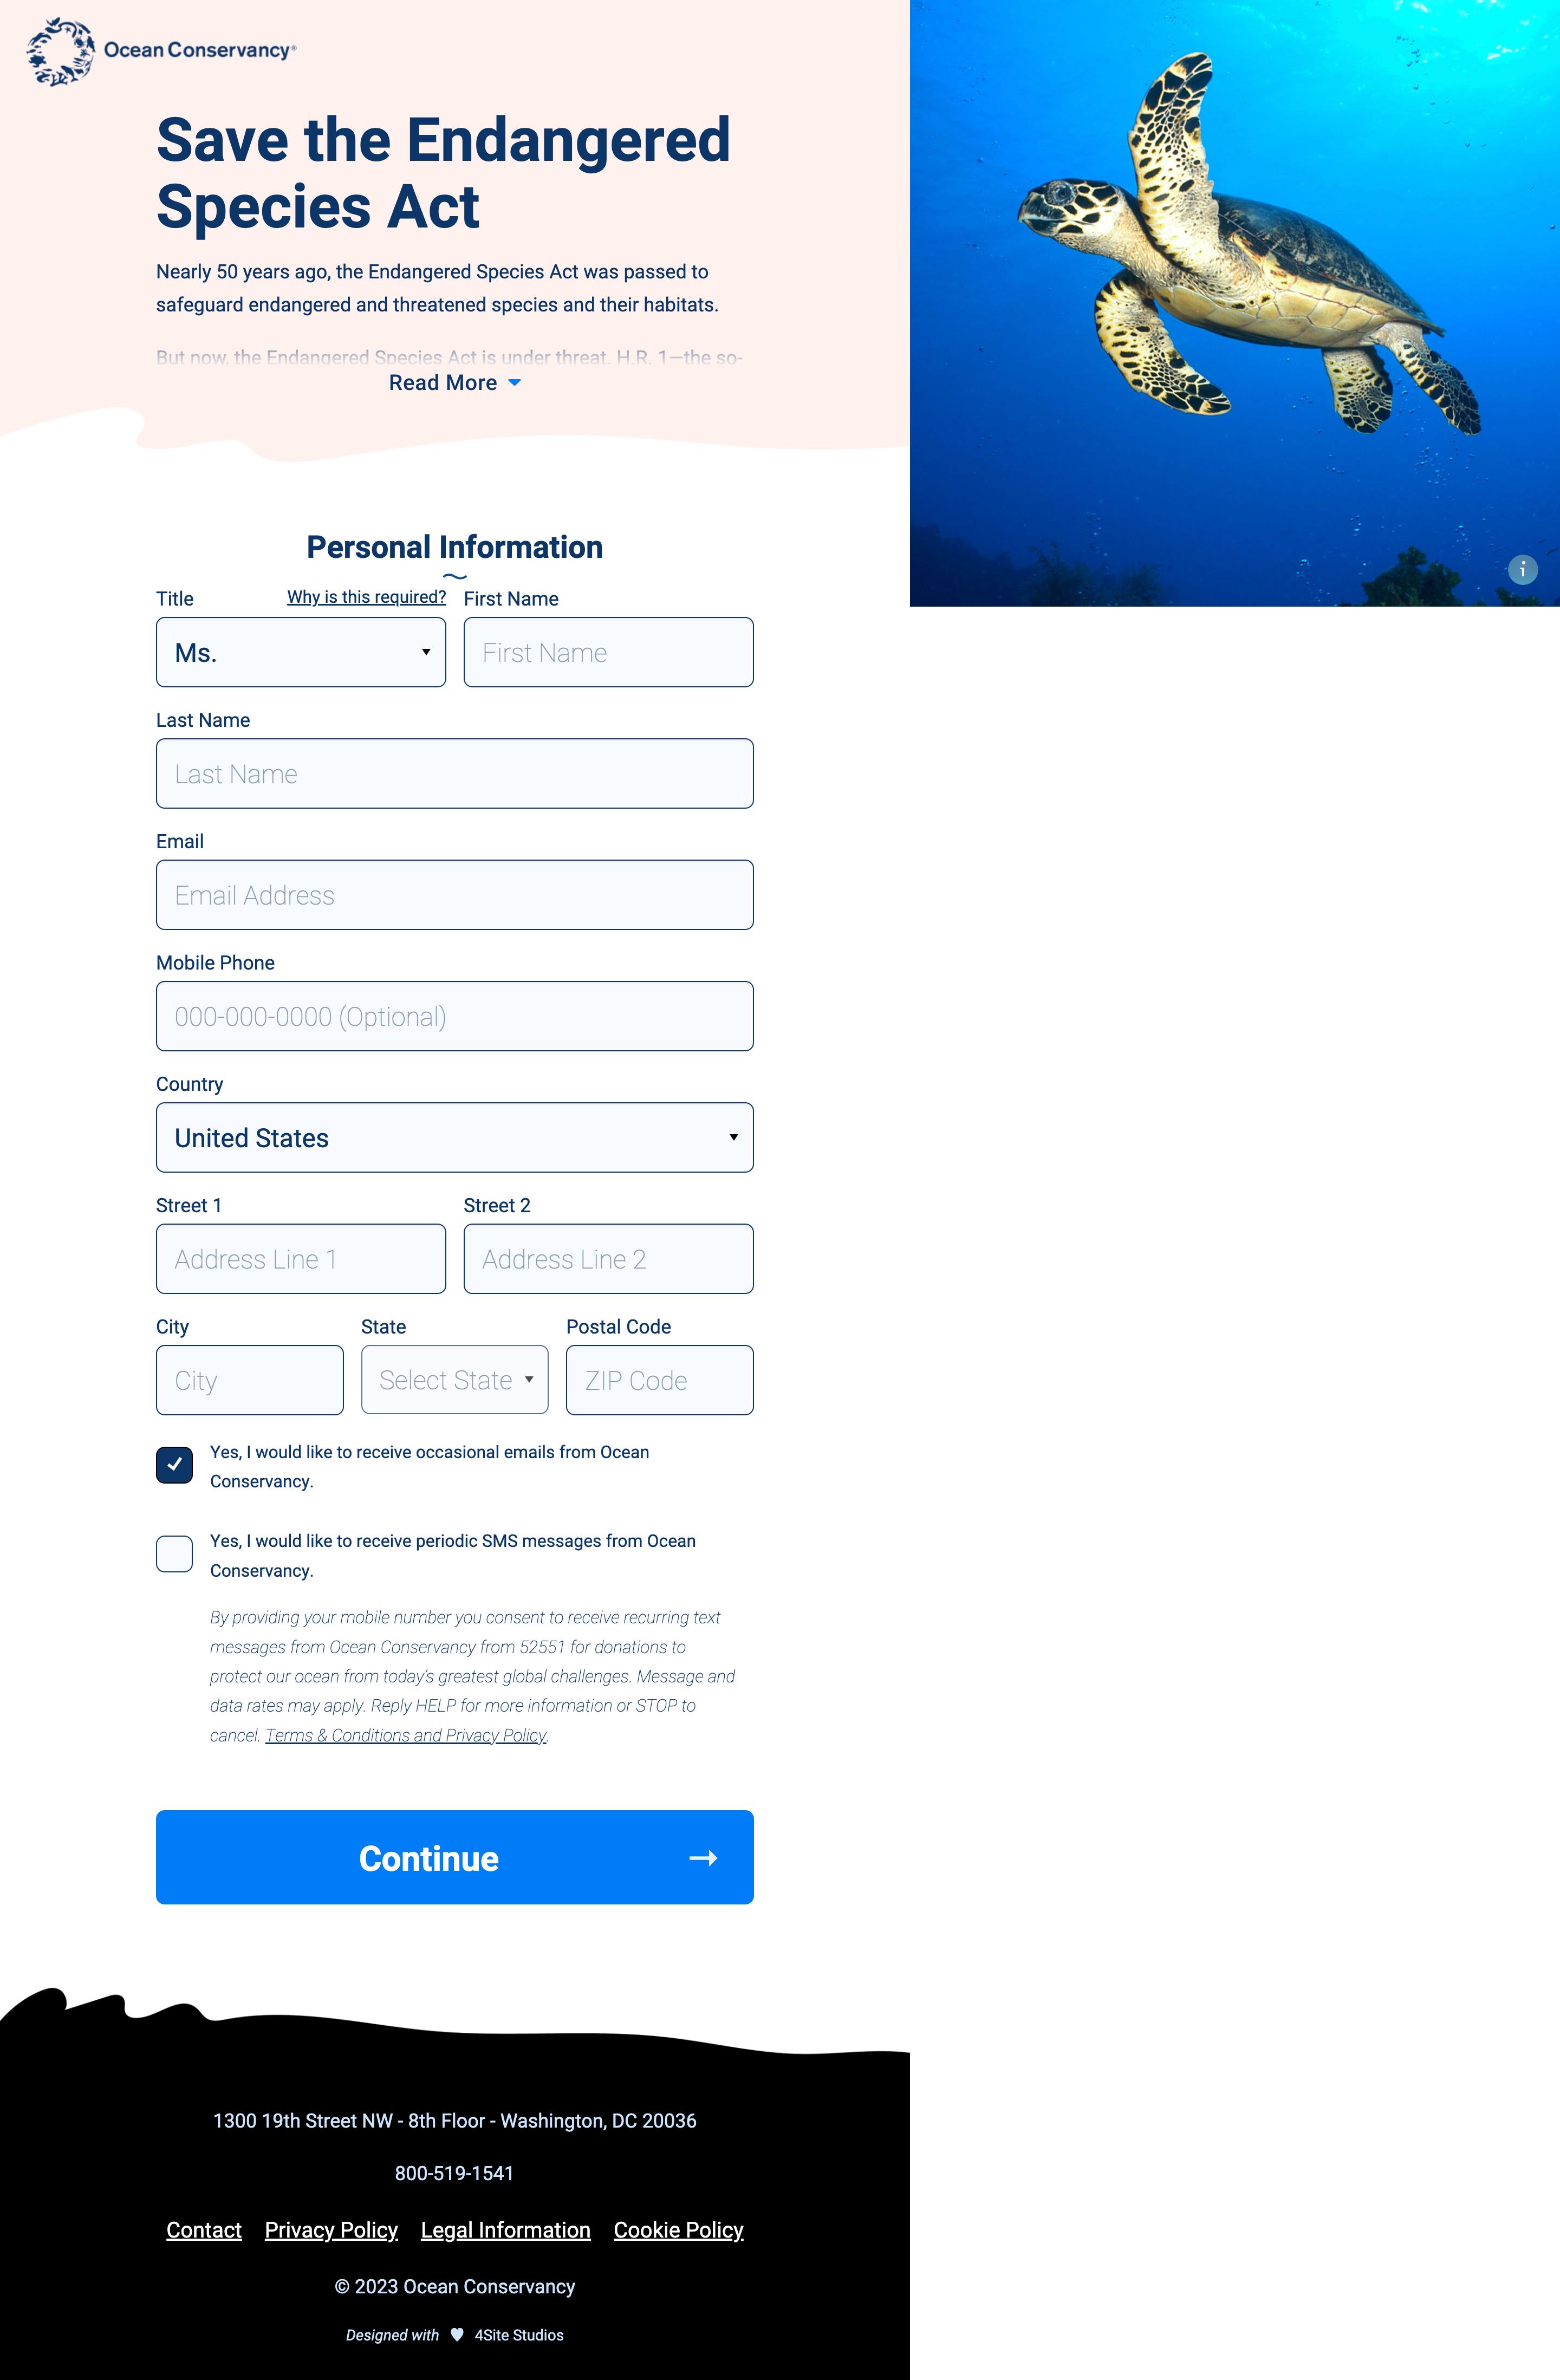 Ocean Conservancy®
Save the Endangered
Species Act
Nearly 50 years ago, the Endangered Species Act was passed to
safeguard endangered and threatened species and their habitats.
But now, the Endangered Species Act is under threat. H.R. 1—the so-
Read More
Personal Information
Title
Why is this required?
First Name
Ms.
First Name
Last Name
Last Name
Email
Email Address
Mobile Phone
000-000-0000 (Optional)
Country
United States
Street 1
Street 2
Address Line 1
Address Line 2
City
State
Postal Code
City
Select State
ZIP Code
Yes, I would like to receive occasional emails from Ocean
Conservancy.
Yes, I would like to receive periodic SMS messages from Ocean
Conservancy.
By providing your mobile number you consent to receive recurring text
messages from Ocean Conservancy from 52551 for donations to
protect our ocean from today's greatest global challenges. Message and
data rates may apply. Reply HELP for more information or STOP to
cancel. Terms & Conditions and Privacy Policy.
Continue
1300 19th Street NW - 8th Floor - Washington, DC 20036
800-519-1541
Contact Privacy Policy Legal Information Cookie Policy
© 2023 Ocean Conservancy
Designed with 4Site Studios
i